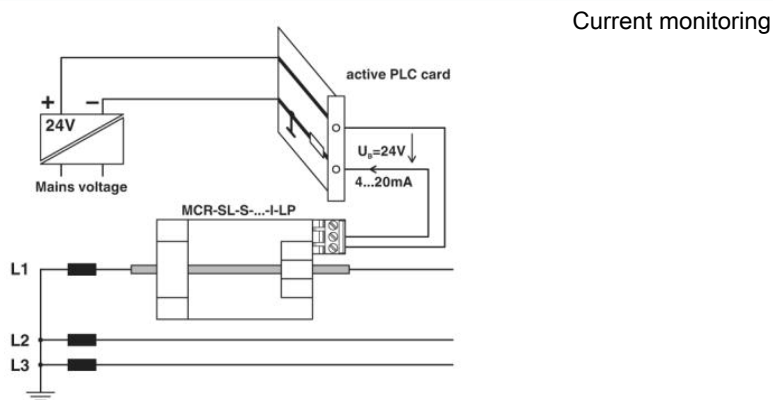 Current monitoring
active PLC card
+ –
24V
Mains voltage
U_B=24V
4...20mA
MCR-SL-S-...-I-LP
L1
L2
L3